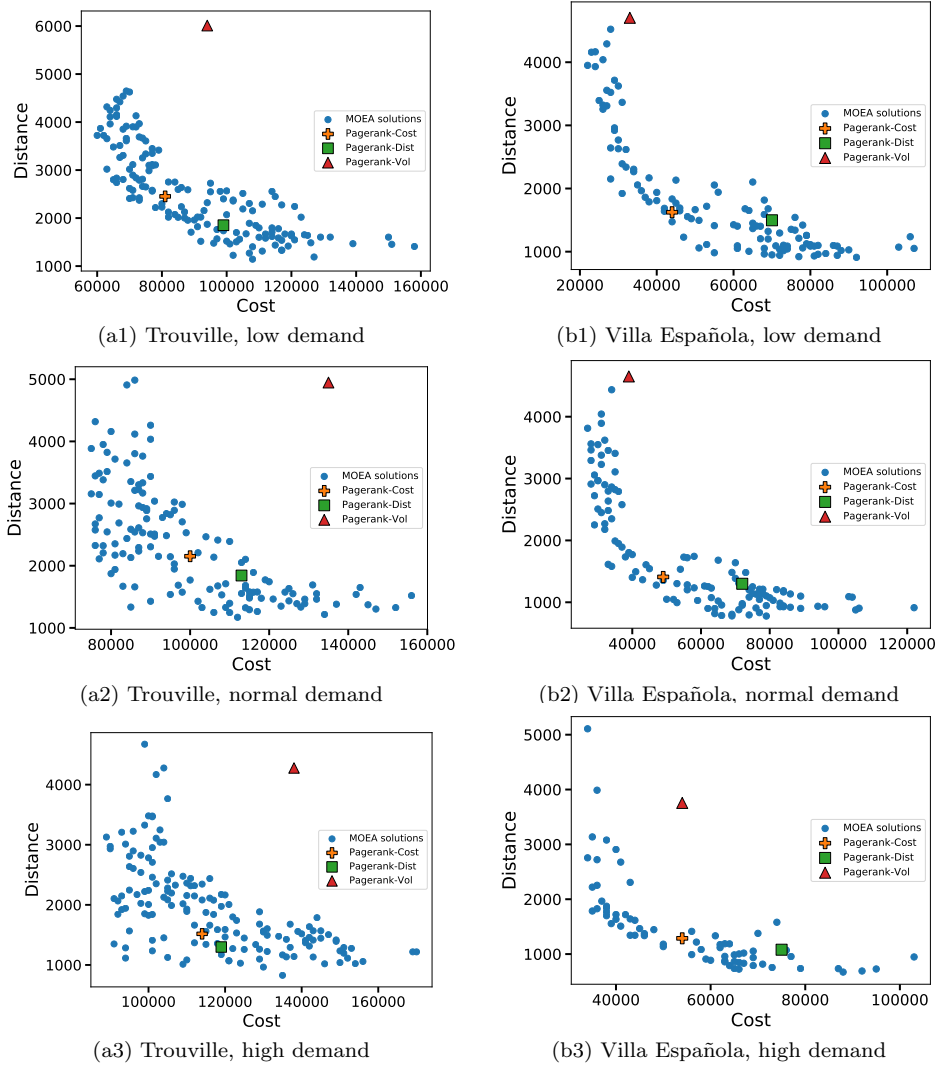 6000
5000
4000
3000
2000
1000
Distance
MOEA solutions
Pagerank-Cost
Pagerank-Dist
Pagerank-Vol
60000 80000 100000 120000 140000 160000
Cost
(a1) Trouville, low demand
4000
3000
2000
1000
Distance
MOEA solutions
Pagerank-Cost
Pagerank-Dist
Pagerank-Vol
20000 40000 60000 80000 100000
Cost
(b1) Villa Española, low demand
5000
4000
3000
2000
1000
Distance
MOEA solutions
Pagerank-Cost
Pagerank-Dist
Pagerank-Vol
80000 100000 120000 140000 160000
Cost
(a2) Trouville, normal demand
4000
3000
2000
1000
Distance
MOEA solutions
Pagerank-Cost
Pagerank-Dist
Pagerank-Vol
40000 60000 80000 100000 120000
Cost
(b2) Villa Española, normal demand
4000
3000
2000
1000
Distance
MOEA solutions
Pagerank-Cost
Pagerank-Dist
Pagerank-Vol
100000 120000 140000 160000
Cost
(a3) Trouville, high demand
5000
4000
3000
2000
1000
Distance
MOEA solutions
Pagerank-Cost
Pagerank-Dist
Pagerank-Vol
40000 60000 80000 100000
Cost
(b3) Villa Española, high demand